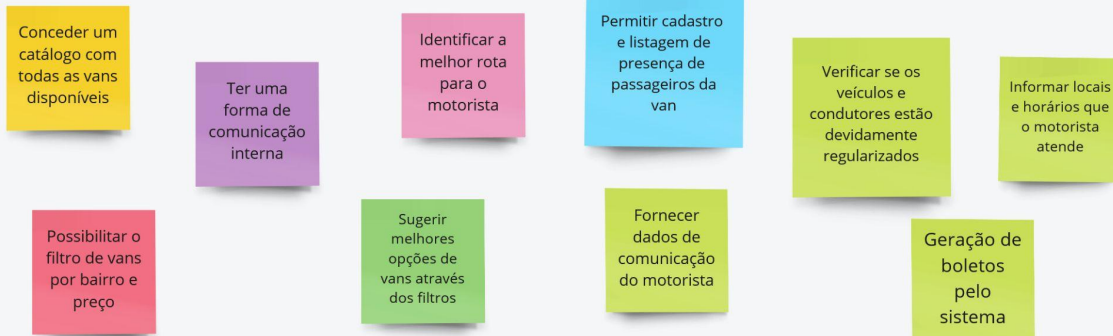 Conceder um
catálogo com
todas as vans
disponíveis
Ter uma
forma de
comunicação
interna
Identificar a
melhor rota
para o
motorista
Permitir cadastro
e listagem de
presença de
passageiros da
van
Verificar se os
veículos e
condutores estão
devidamente
regularizados
Informar locais
e horários que
o motorista
atende
Possibilitar o
filtro de vans
por bairro e
preço
Sugerir
melhores
opções de
vans através
dos filtros
Fornecer
dados de
comunicação
do motorista
Geração de
boletos
pelo
sistema